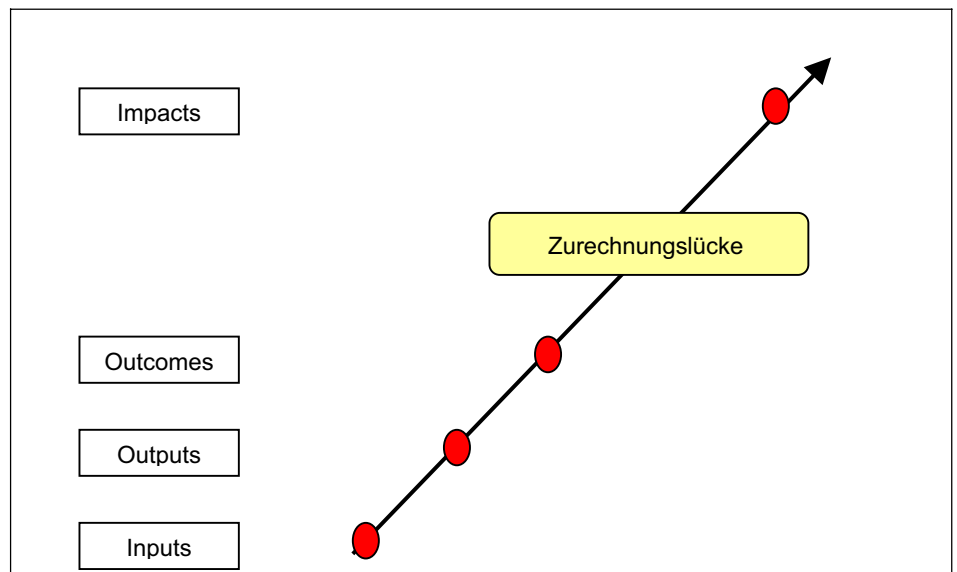 Impacts
Zurechnungslücke
Outcomes
Outputs
Inputs